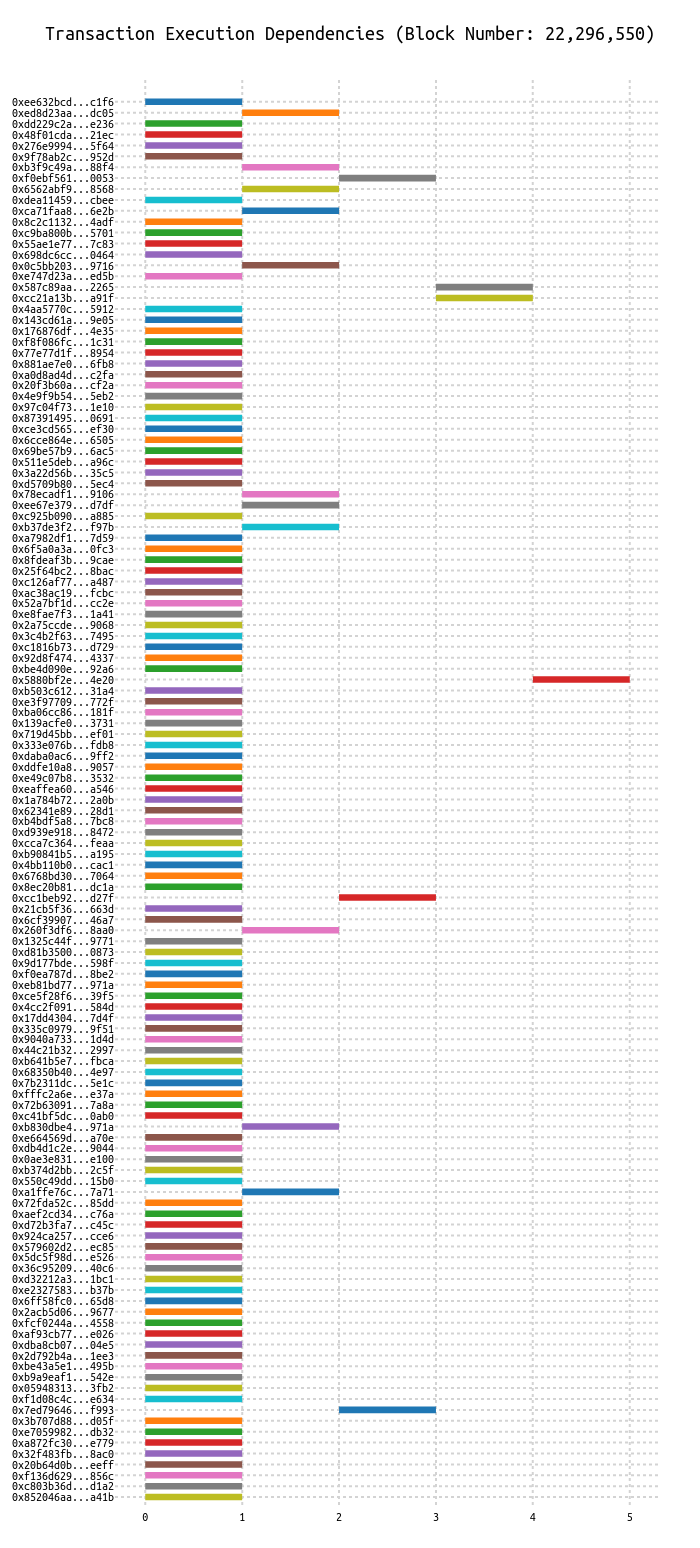 Transaction Execution Dependencies (Block Number: 22,296,550)
0xee632bcd...c1f6
0xed8d23aa...dc05
0xdd229c2a...e236
0x48f01cda...21ec
0x276e9994...5f64
0x9f78ab2c...952d
0xb3f9c49a...88f4
0xf0ebf561...0053
0x6562abf9...8568
0xdea11459...cbee
0xca71faa8...6e2b
0x8c2c1132...4adf
0xc9ba800b...5701
0x55ae1e77...7c83
0x698dc6cc...0464
0x0c5bb203...9716
0xe747d23a...ed5b
0x587c89aa...2265
0xcc21a13b...a91f
0x4aa5770c...5912
0x143cd61a...9e05
0x176876df...4e35
0xf8f086fc...1c31
0x77e77d1f...8954
0x881ae7e0...6fb8
0xa0d8ad4d...c2fa
0x20f3b60a...cf2a
0x4e9f9b54...5eb2
0x97c04f73...1e10
0x87391495...0691
0xce3cd565...ef30
0x6cce864e...6505
0x69be57b9...6ac5
0x511e5deb...a96c
0x3a22d56b...35c5
0xd5709b80...5ec4
0x78ecadf1...9106
0xee67e379...d7df
0xc925b090...a885
0xb37de3f2...f97b
0xa7982df1...7d59
0x6f5a0a3a...0fc3
0x8fdeaf3b...9cae
0x25f64bc2...8bac
0xc126af77...a487
0xac38ac19...fcbc
0x52a7bf1d...cc2e
0xe8fae7f3...1a41
0x2a75ccde...9068
0x3c4b2f63...7495
0xc1816b73...d729
0x92d8f474...4337
0xbe4d090e...92a6
0x5880bf2e...4e20
0xb503c612...31a4
0xe3f97709...772f
0xba06cc86...181f
0x139acfe0...3731
0x719d45bb...ef01
0x333e076b...fdb8
0xdaba0ac6...9ff2
0xddfe10a8...9057
0xe49c07b8...3532
0xeaffea60...a546
0x1a784b72...2a0b
0x62341e89...28d1
0xb4bdf5a8...7bc8
0xd939e918...8472
0xcca7c364...feaa
0xb90841b5...a195
0x4bb110b0...cac1
0x6768bd30...7064
0x8ec20b81...dc1a
0xcc1beb92...d27f
0x21cb5f36...663d
0x6cf39907...46a7
0x260f3df6...8aa0
0x1325c44f...9771
0xd81b3500...0873
0x9d177bde...598f
0xf0ea787d...8be2
0xeb81bd77...971a
0xce5f28f6...39f5
0x4cc2f091...584d
0x17dd4304...7d4f
0x335c0979...9f51
0x9040a733...1d4d
0x44c21b32...2997
0xb641b5e7...fbca
0x68350b40...4e97
0x7b2311dc...5e1c
0xfffc2a6e...e37a
0x72b63091...7a8a
0xc41bf5dc...0ab0
0xb830dbe4...971a
0xe664569d...a70e
0xdb4d1c2e...9044
0x0ae3e831...e100
0xb374d2bb...2c5f
0x550c49dd...15b0
0xa1ffe76c...7a71
0x72fda52c...85dd
0xaef2cd34...c76a
0xd72b3fa7...c45c
0x924ca257...cce6
0x579602d2...ec85
0x5dc5f98d...e526
0x36c95209...40c6
0xd32212a3...1bc1
0xe2327583...b37b
0x6ff58fc0...65d8
0x2acb5d06...9677
0xfcf0244a...4558
0xaf93cb77...e026
0xdba8cb07...04e5
0x2d792b4a...1ee3
0xbe43a5e1...495b
0xb9a9eaf1...542e
0x05948313...3fb2
0xf1d08c4c...e634
0x7ed79646...f993
0x3b707d88...d05f
0xe7059982...db32
0xa872fc30...e779
0x32f483fb...8ac0
0x20b64d0b...eeff
0xf136d629...856c
0xc803b36d...d1a2
0x852046aa...a41b
0 1 2 3 4 5